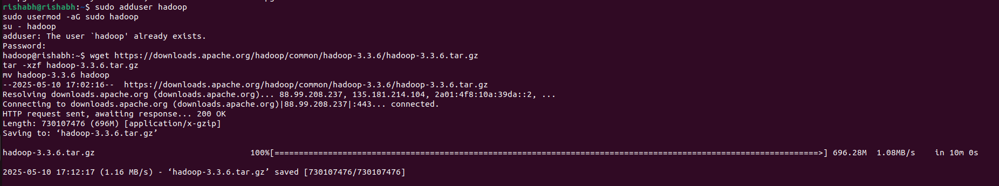 rishabh@rishabh:~$ sudo adduser hadoop
sudo usermod -aG sudo hadoop
su - hadoop
adduser: The user `hadoop' already exists.
Password:
hadoop@rishabh:~$ wget https://downloads.apache.org/hadoop/common/hadoop-3.3.6/hadoop-3.3.6.tar.gz
tar -xzf hadoop-3.3.6.tar.gz
mv hadoop-3.3.6 hadoop
--2025-05-10 17:02:16--  https://downloads.apache.org/hadoop/common/hadoop-3.3.6/hadoop-3.3.6.tar.gz
Resolving downloads.apache.org (downloads.apache.org)... 88.99.208.237, 135.181.214.104, 2a01:4f8:10a:39da::2, ...
Connecting to downloads.apache.org (downloads.apache.org)|88.99.208.237|:443... connected.
HTTP request sent, awaiting response... 200 OK
Length: 730107476 (696M) [application/x-gzip]
Saving to: ‘hadoop-3.3.6.tar.gz’
hadoop-3.3.6.tar.gz 100%[================================================================================================================>] 696.28M 1.08MB/s in 10m 0s
2025-05-10 17:12:17 (1.16 MB/s) - ‘hadoop-3.3.6.tar.gz’ saved [730107476/730107476]